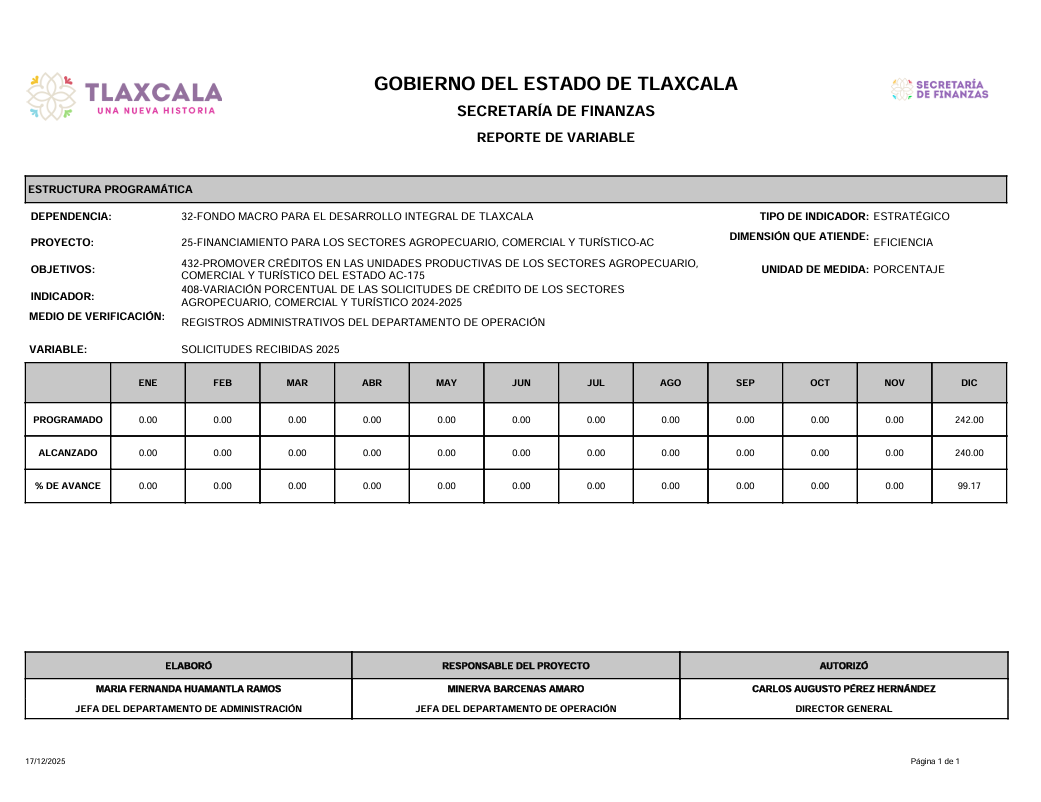 TLAXCALA
UNA NUEVA HISTORIA
GOBIERNO DEL ESTADO DE TLAXCALA
SECRETARÍA DE FINANZAS
REPORTE DE VARIABLE
SECRETARÍA
DE FINANZAS
ESTRUCTURA PROGRAMÁTICA
DEPENDENCIA: 32-FONDO MACRO PARA EL DESARROLLO INTEGRAL DE TLAXCALA TIPO DE INDICADOR: ESTRATÉGICO
PROYECTO: 25-FINANCIAMIENTO PARA LOS SECTORES AGROPECUARIO, COMERCIAL Y TURÍSTICO-AC DIMENSIÓN QUE ATIENDE: EFICIENCIA
OBJETIVOS: 432-PROMOVER CRÉDITOS EN LAS UNIDADES PRODUCTIVAS DE LOS SECTORES AGROPECUARIO,
COMERCIAL Y TURÍSTICO DEL ESTADO AC-175 UNIDAD DE MEDIDA: PORCENTAJE
INDICADOR: 408-VARIACIÓN PORCENTUAL DE LAS SOLICITUDES DE CRÉDITO DE LOS SECTORES
AGROPECUARIO, COMERCIAL Y TURÍSTICO 2024-2025
MEDIO DE VERIFICACIÓN: REGISTROS ADMINISTRATIVOS DEL DEPARTAMENTO DE OPERACIÓN
VARIABLE: SOLICITUDES RECIBIDAS 2025
ENE FEB MAR ABR MAY JUN JUL AGO SEP OCT NOV DIC
PROGRAMADO 0.00 0.00 0.00 0.00 0.00 0.00 0.00 0.00 0.00 0.00 0.00 242.00
ALCANZADO 0.00 0.00 0.00 0.00 0.00 0.00 0.00 0.00 0.00 0.00 0.00 240.00
% DE AVANCE 0.00 0.00 0.00 0.00 0.00 0.00 0.00 0.00 0.00 0.00 0.00 99.17
ELABORÓ RESPONSABLE DEL PROYECTO AUTORIZÓ
MARIA FERNANDA HUAMANTLA RAMOS MINERVA BARCENAS AMARO CARLOS AUGUSTO PÉREZ HERNÁNDEZ
JEFA DEL DEPARTAMENTO DE ADMINISTRACIÓN JEFA DEL DEPARTAMENTO DE OPERACIÓN DIRECTOR GENERAL
17/12/2025 Página 1 de 1